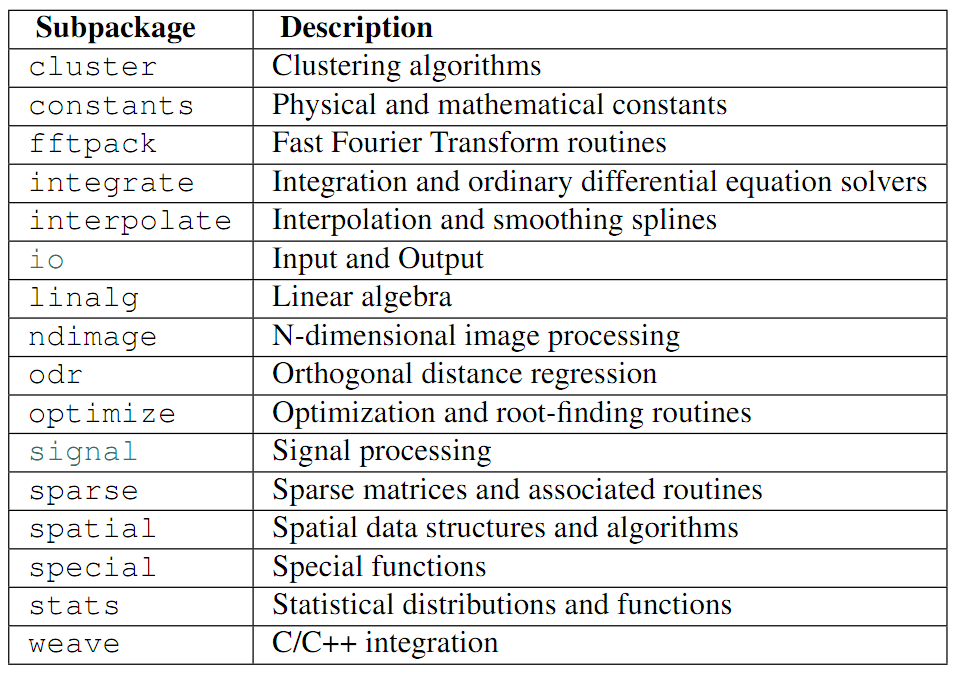 Subpackage Description
cluster Clustering algorithms
constants Physical and mathematical constants
fftpack Fast Fourier Transform routines
integrate Integration and ordinary differential equation solvers
interpolate Interpolation and smoothing splines
io Input and Output
linalg Linear algebra
ndimage N-dimensional image processing
odr Orthogonal distance regression
optimize Optimization and root-finding routines
signal Signal processing
sparse Sparse matrices and associated routines
spatial Spatial data structures and algorithms
special Special functions
stats Statistical distributions and functions
weave C/C++ integration